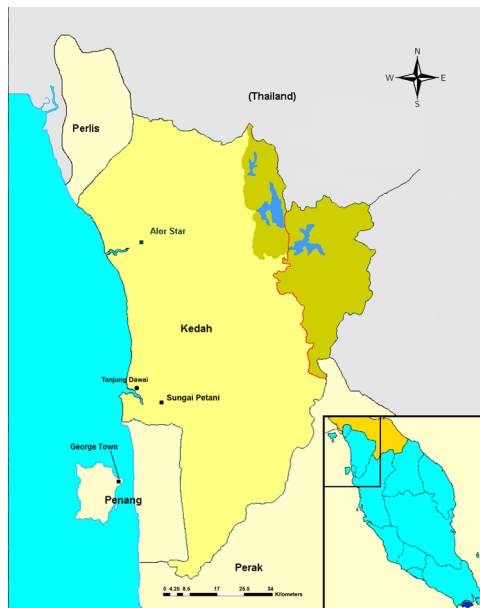 N
W E
S
(Thailand)
Perlis
Alor Star
Kedah
Tanjung Dawai
Sungai Petani
George Town
Penang
Perak
0 4.25 8.5 17 25.5 34
Kilometers
6